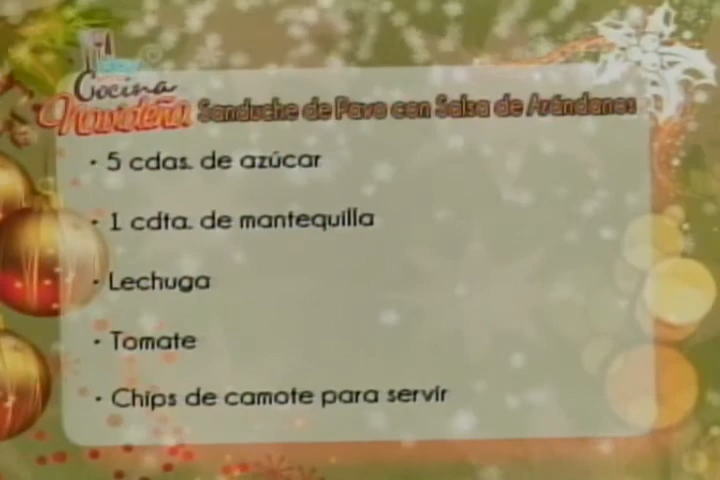 Cocina
Navideña
Sanduche de Pavo con Salsa de Arándanos
• 5 cdas. de azúcar
• 1 cdta. de mantequilla
• Lechuga
• Tomate
• Chips de camote para servir